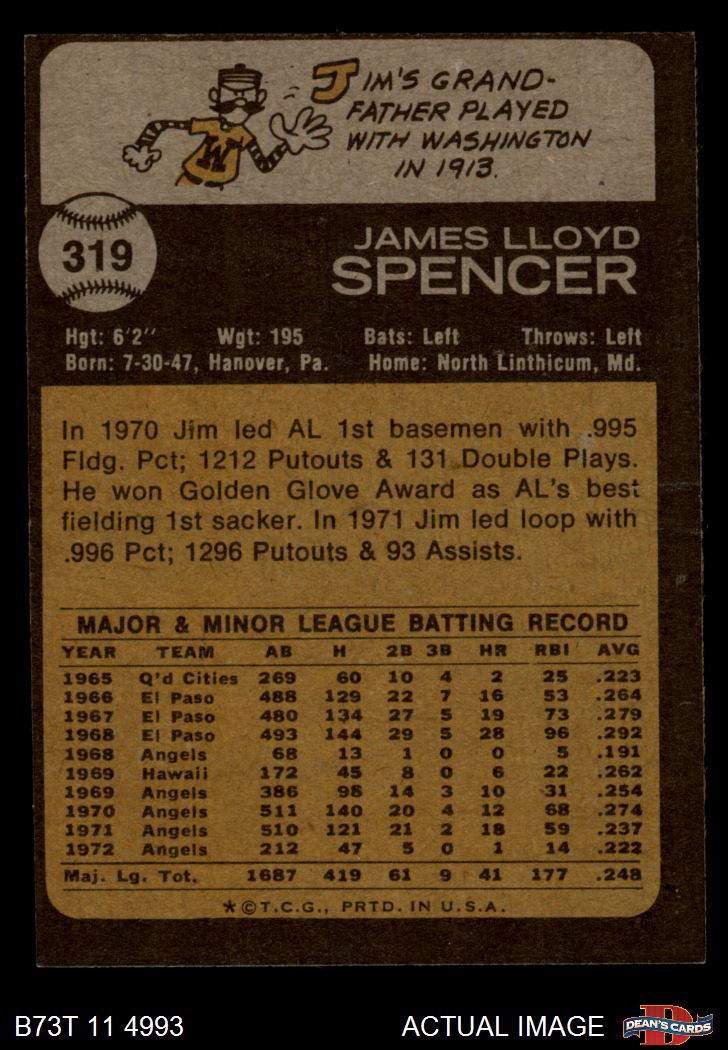 JIM'S GRAND-
FATHER PLAYED
WITH WASHINGTON
IN 1913.
W
319
JAMES LLOYD
SPENCER
Hgt: 6'2" Wgt: 195 Bats: Left Throws: Left
Born: 7-30-47, Hanover, Pa. Home: North Linthicum, Md.
In 1970 Jim led AL 1st basemen with .995
Fldg. Pct; 1212 Putouts & 131 Double Plays.
He won Golden Glove Award as AL's best
fielding 1st sacker. In 1971 Jim led loop with
.996 Pct; 1296 Putouts & 93 Assists.
MAJOR & MINOR LEAGUE BATTING RECORD
YEAR TEAM AB H 2B 3B HR RBI AVG
1965 Q'd Cities 269 60 10 4 2 25 .223
1966 El Paso 488 129 22 7 16 53 .264
1967 El Paso 480 134 27 5 19 73 .279
1968 El Paso 493 144 29 5 28 96 .292
1968 Angels 68 13 1 0 0 5 .191
1969 Hawaii 172 45 8 0 6 22 .262
1969 Angels 386 98 14 3 10 31 .254
1970 Angels 511 140 20 4 12 68 .274
1971 Angels 510 121 21 2 18 59 .237
1972 Angels 212 47 5 0 1 14 .222
Maj. Lg. Tot. 1687 419 61 9 41 177 .248
*©T.C.G., PRTD. IN U.S.A.
B73T 11 4993 ACTUAL IMAGE
D
DEAN'S CARDS